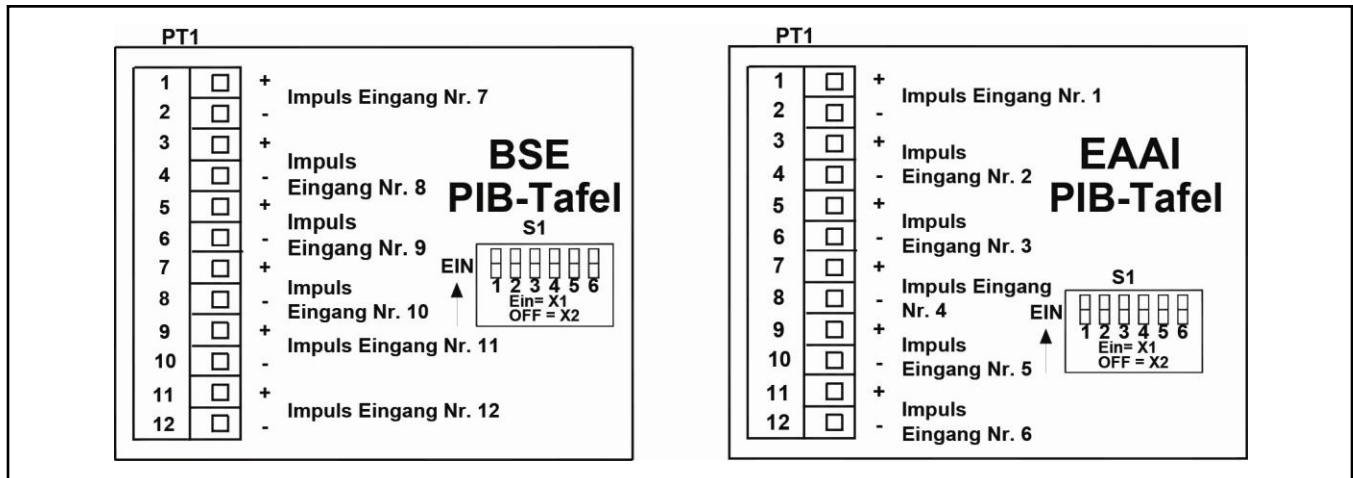 PT1
1
+
Impuls Eingang Nr. 7
2
-
3
+
Impuls
Eingang Nr. 8
4
-
5
+
Impuls
Eingang Nr. 9
6
-
7
+
Impuls
Eingang Nr. 10
8
-
9
+
Impuls Eingang Nr. 11
10
-
11
+
Impuls Eingang Nr. 12
12
-
BSE
PIB-Tafel
S1
EIN
1 2 3 4 5 6
Ein= X1
OFF = X2
PT1
1
+
Impuls Eingang Nr. 1
2
-
3
+
Impuls
Eingang Nr. 2
4
-
5
+
Impuls
Eingang Nr. 3
6
-
7
+
Impuls Eingang
Nr. 4
8
-
9
+
Impuls
Eingang Nr. 5
10
-
11
+
Impuls
Eingang Nr. 6
12
-
EAAI
PIB-Tafel
S1
EIN
1 2 3 4 5 6
Ein= X1
OFF = X2